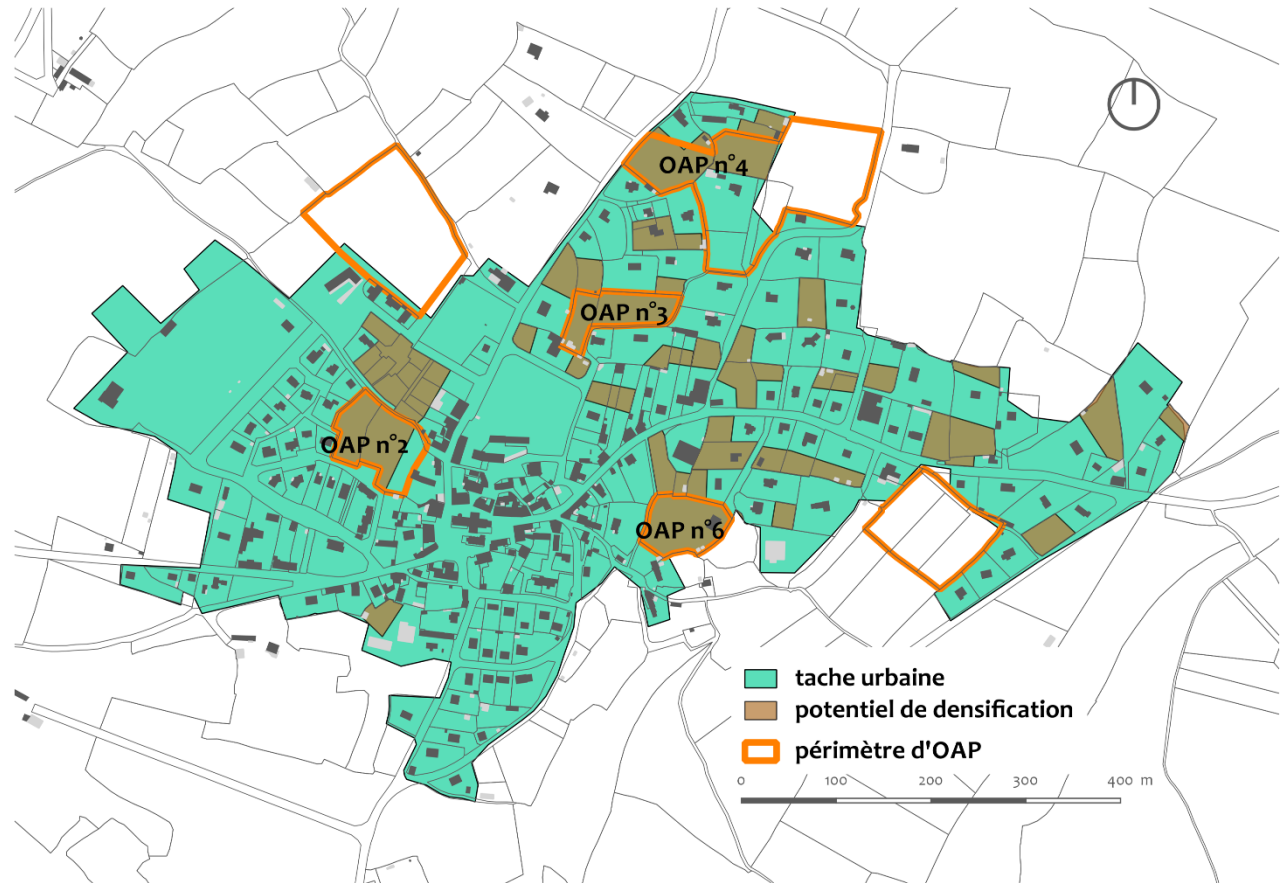 OAP n°4
OAP n°3
OAP n°2
OAP n°6
tache urbaine
potentiel de densification
périmètre d'OAP
0 100 200 300 400 m